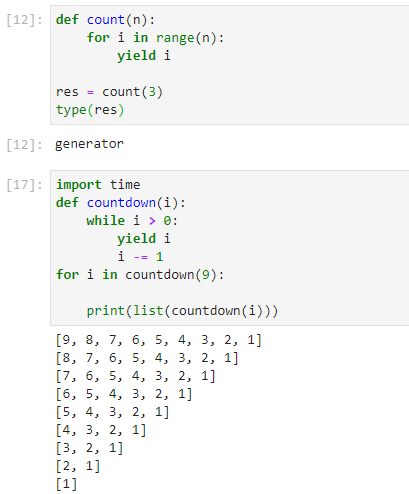 [12]: def count(n):
    for i in range(n):
        yield i

res = count(3)
type(res)
[12]: generator
[17]: import time
def countdown(i):
    while i > 0:
        yield i
        i -= 1
for i in countdown(9):

    print(list(countdown(i)))
[9, 8, 7, 6, 5, 4, 3, 2, 1]
[8, 7, 6, 5, 4, 3, 2, 1]
[7, 6, 5, 4, 3, 2, 1]
[6, 5, 4, 3, 2, 1]
[5, 4, 3, 2, 1]
[4, 3, 2, 1]
[3, 2, 1]
[2, 1]
[1]